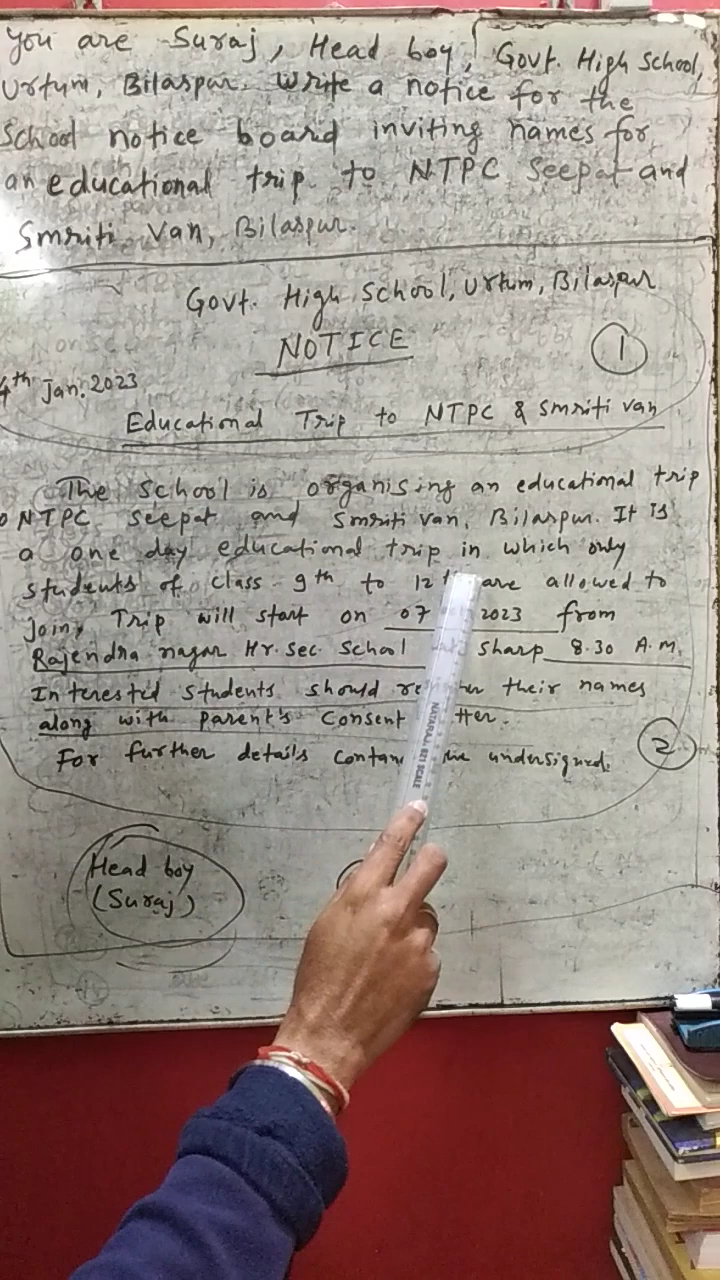 You are Suraj, Head boy, Govt. High School,
Urtum, Bilaspur. Write a notice for the
School notice board inviting names for
an educational trip to NTPC Seepat and
Smriti Van, Bilaspur.
Govt. High School, Urtum, Bilaspur
NOTICE
1
4th Jan. 2023
Educational Trip to NTPC & Smriti van
The School is organising an educational trip
NTPC Seepat and Smriti van, Bilaspur. It is
a one day educational trip in which only
students of class 9th to 12th are allowed to
join, Trip will start on 07 2023 from
Rajendra nagar Hr. Sec. School sharp 8.30 A.M.
Interested students should their names
along with parent's consent
For further details undersigned.
2
Head boy
(Suraj)
NATARAJ 621 SCALE